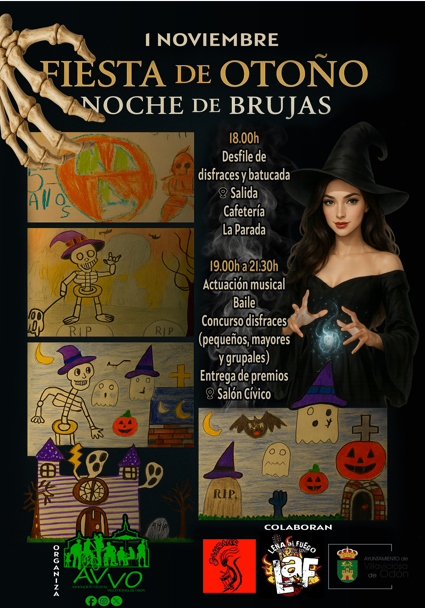 1 NOVIEMBRE
FIESTA DE OTOÑO
NOCHE DE BRUJAS
5-
AÑOS
RIP
RIP
18.00h
Desfile de
disfraces y batucada
Salida
Cafetería
La Parada
19.00h a 21:30h
Actuación musical
Baile
Concurso disfraces
(pequeños, mayores
y grupales)
Entrega de premios
Salón Cívico
R.I.P.
COLABORAN
ORGANIZA
AVVO
LEÑA al FUEGO
LaF
AYUNTAMIENTO de
Villaviciosa
de Odón